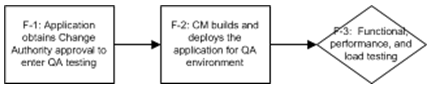 F-1: Application
obtains Change
Authority approval to
enter QA testing
F-2: CM builds and
deploys the
application for QA
environment
F-3: Functional,
performance, and
load testing